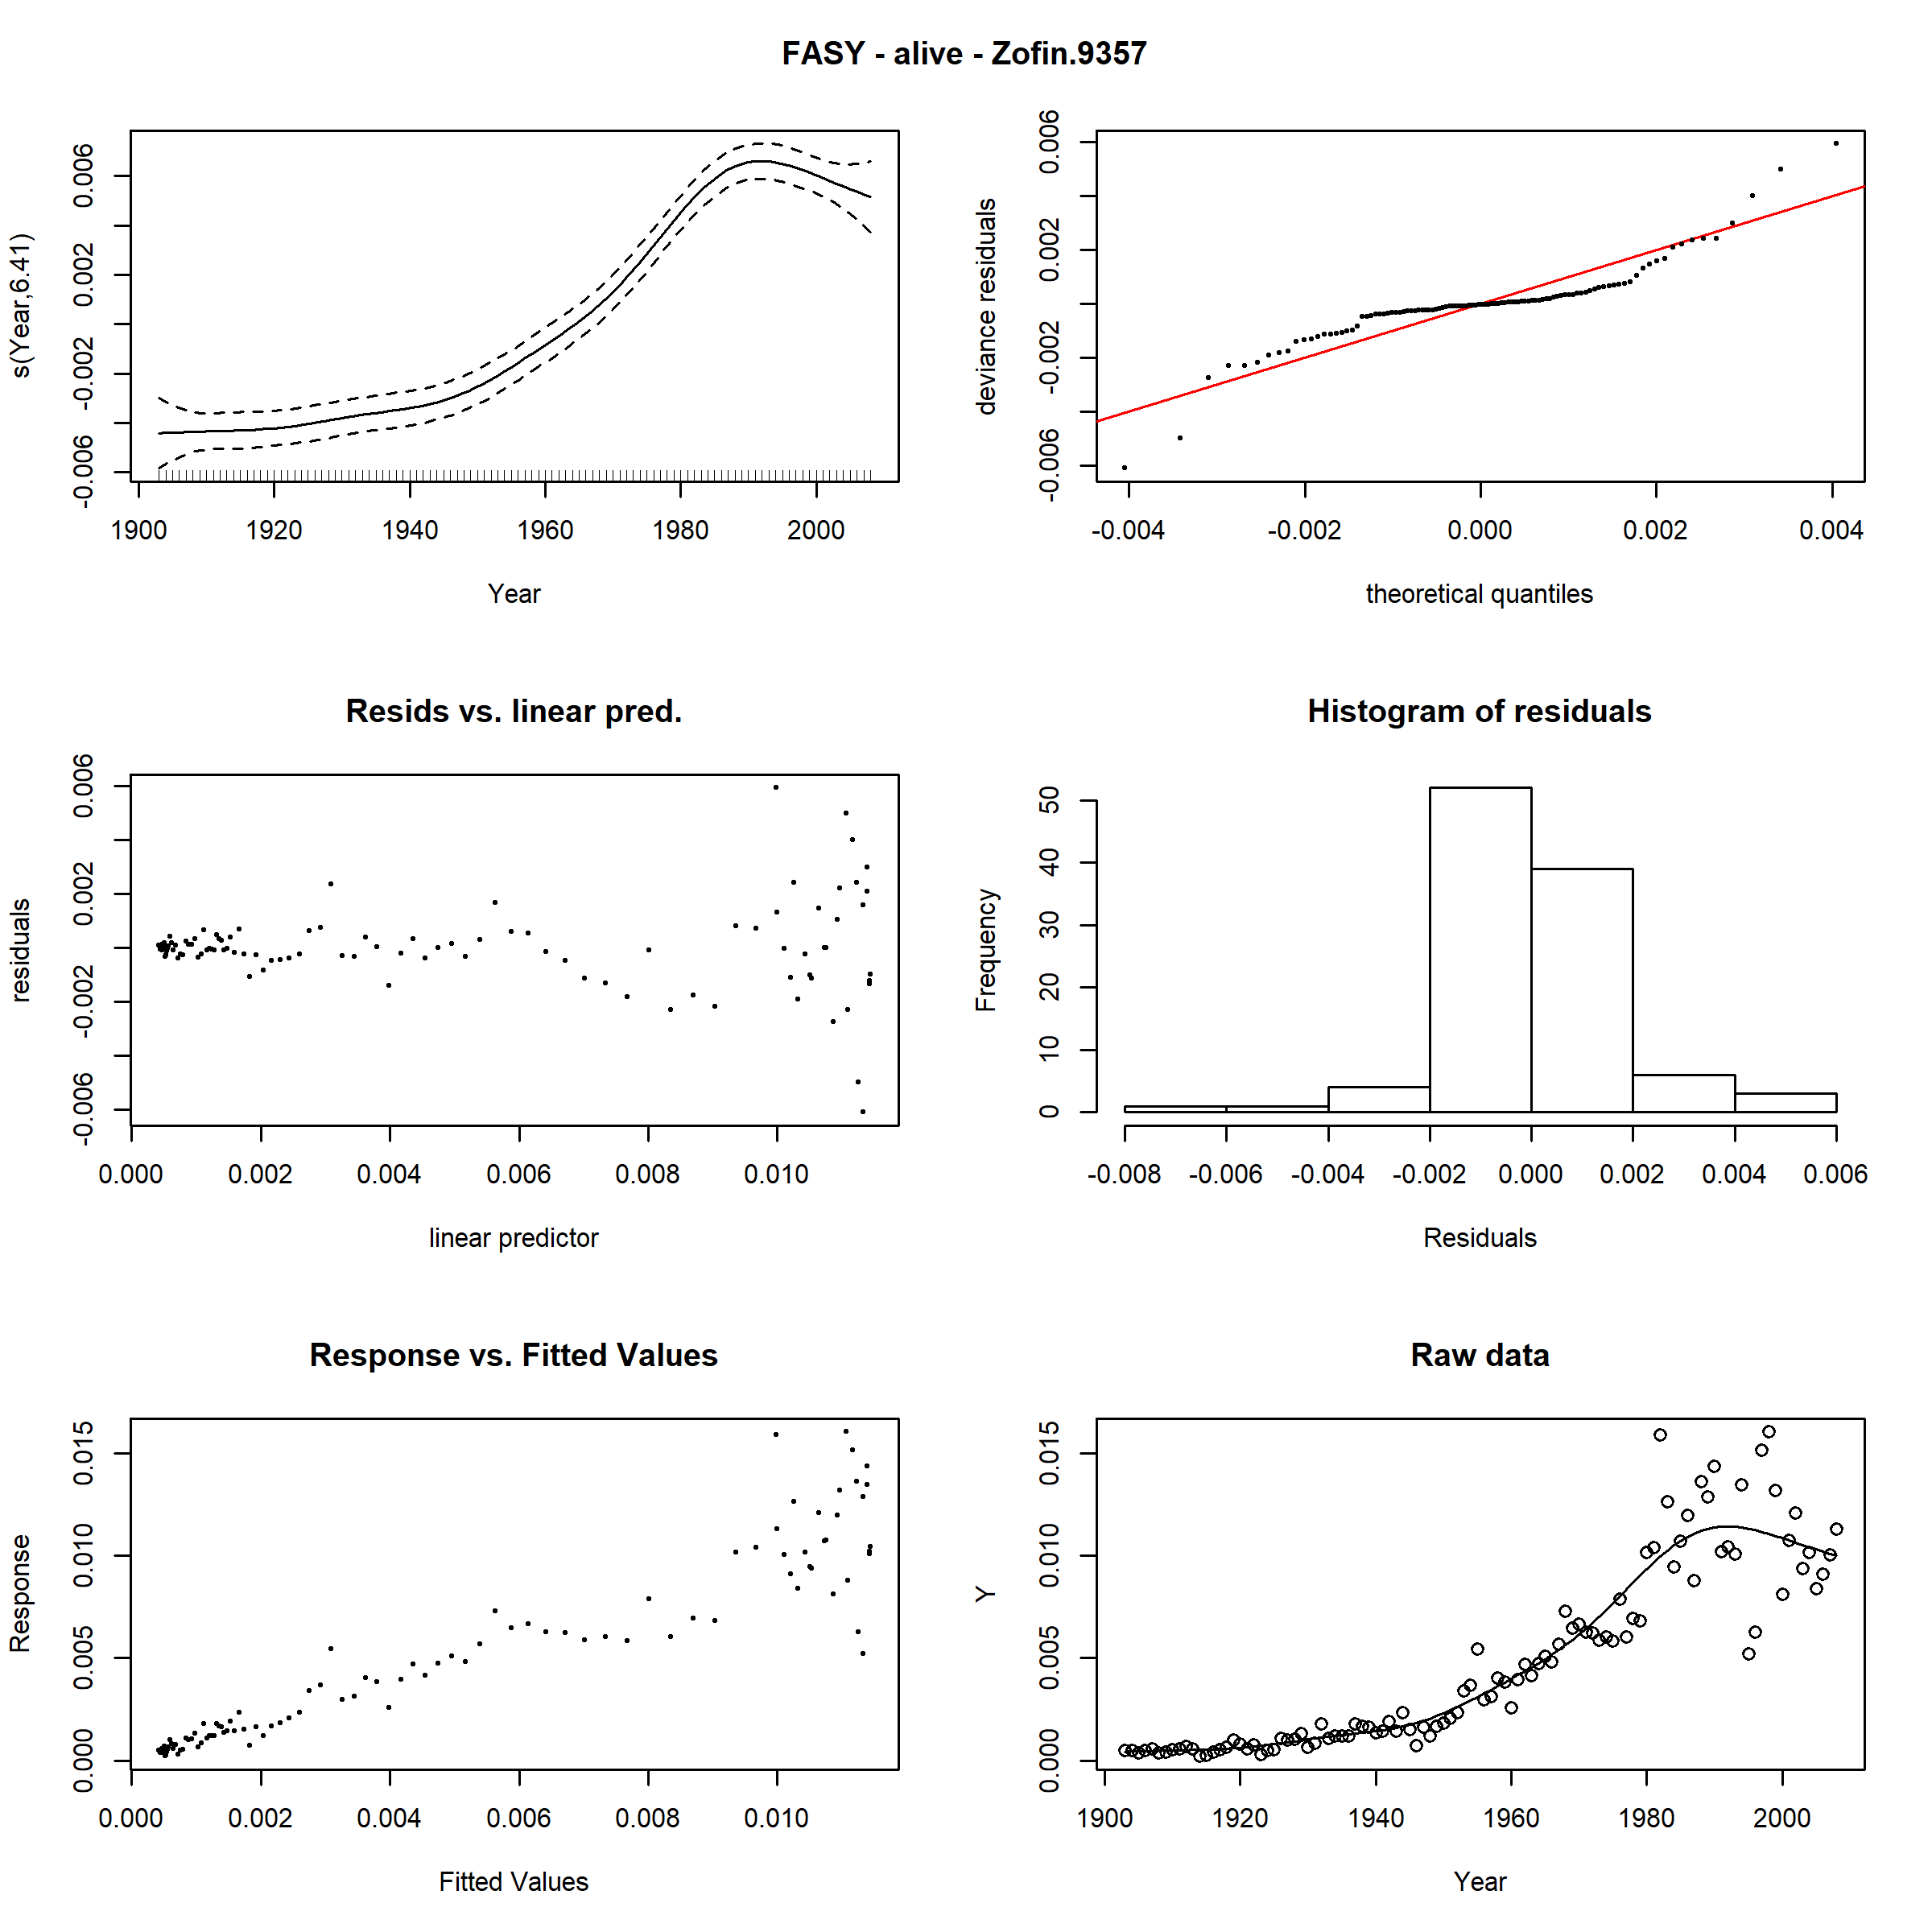 FASY - alive - Zofin.9357
s(Year,6.41)
-0.006 -0.002 0.002 0.006
1900 1920 1940 1960 1980 2000
Year
deviance residuals
-0.006 -0.002 0.002 0.006
-0.004 -0.002 0.000 0.002 0.004
theoretical quantiles
Resids vs. linear pred.
residuals
-0.006 -0.002 0.002 0.006
0.000 0.002 0.004 0.006 0.008 0.010
linear predictor
Histogram of residuals
Frequency
0 10 20 30 40 50
-0.008 -0.006 -0.004 -0.002 0.000 0.002 0.004 0.006
Residuals
Response vs. Fitted Values
Response
0.000 0.005 0.010 0.015
0.000 0.002 0.004 0.006 0.008 0.010
Fitted Values
Raw data
Y
0.000 0.005 0.010 0.015
1900 1920 1940 1960 1980 2000
Year